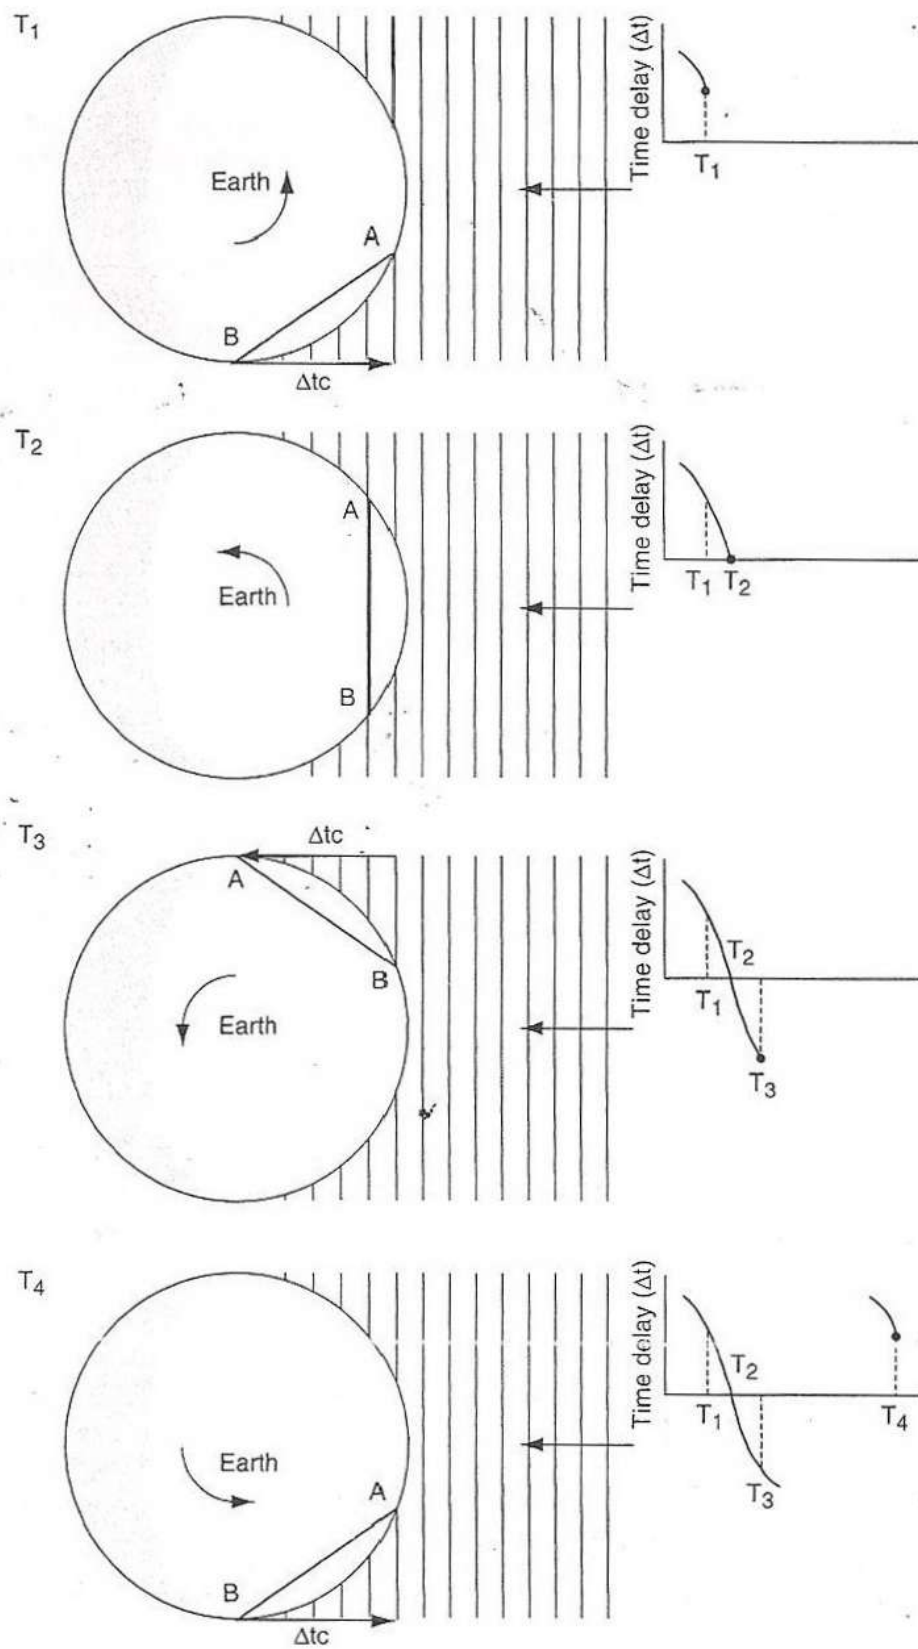 T1
Earth
A
B
Δtc
Time delay (Δt)
T1
T2
A
Earth
B
Time delay (Δt)
T1 T2
T3
Δtc
A
B
Earth
Time delay (Δt)
T2
T1
T3
T4
Earth
A
B
Δtc
Time delay (Δt)
T2
T1
T4
T3